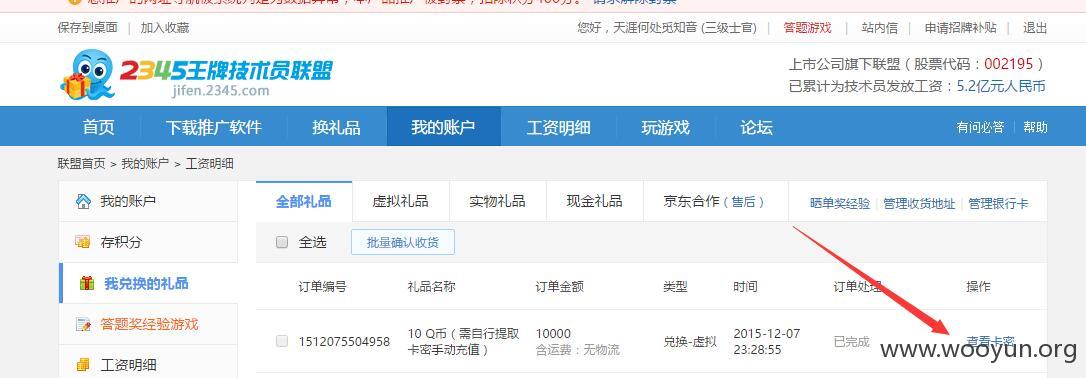 保存到桌面 | 加入收藏
您好，天涯何处觅知音 (三级士官) | 答题游戏 | 站内信 | 申请招牌补贴 | 退出
2345王牌技术员联盟
jifen.2345.com
上市公司旗下联盟（股票代码：002195）
已累计为技术员发放工资：5.2亿元人民币
首页 下载推广软件 换礼品 我的账户 工资明细 玩游戏 论坛 有问必答 | 帮助
联盟首页 > 我的账户 > 工资明细
我的账户
存积分
我兑换的礼品
答题奖经验游戏
工资明细
全部礼品 虚拟礼品 实物礼品 现金礼品 京东合作（售后） 晒单奖经验 | 管理收货地址 | 管理银行卡
全选 批量确认收货
订单编号 礼品名称 订单金额 类型 时间 订单处理 操作
1512075504958 10 Q币（需自行提取卡密手动充值） 10000 含运费：无物流 兑换-虚拟 2015-12-07 23:28:55 已完成 查看卡密
www.wooyun.org